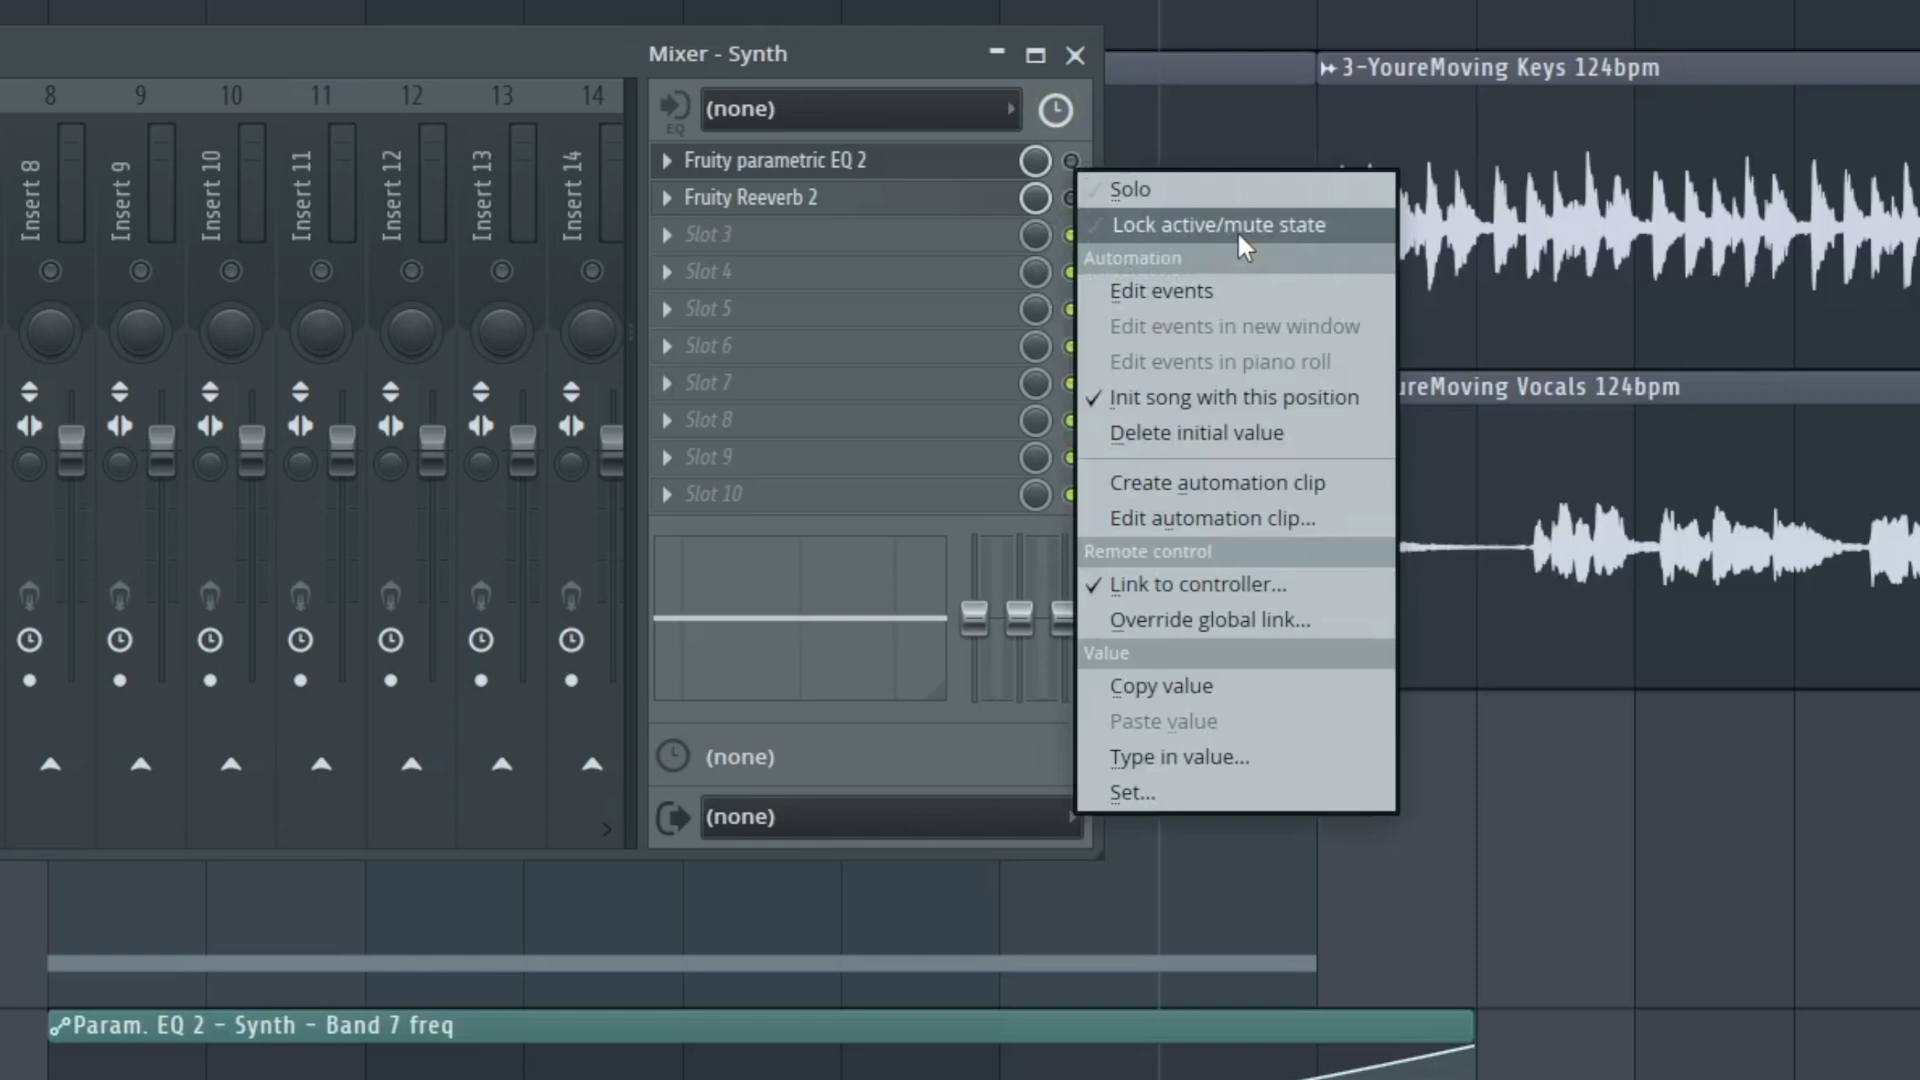 Mixer - Synth
3-YoureMoving Keys 124bpm
8 9 10 11 12 13 14
(none)
EQ
Insert 8
Insert 9
Insert 10
Insert 11
Insert 12
Insert 13
Insert 14
Fruity parametric EQ 2
Fruity Reeverb 2
Slot 3
Slot 4
Slot 5
Slot 6
Slot 7
Slot 8
Slot 9
Slot 10
Solo
Lock active/mute state
Automation
Edit events
Edit events in new window
Edit events in piano roll
Init song with this position
Delete initial value
Create automation clip
Edit automation clip...
Remote control
Link to controller...
Override global link...
Value
Copy value
Paste value
Type in value...
Set...
ureMoving Vocals 124bpm
(none)
(none)
Param. EQ 2 - Synth - Band 7 freq